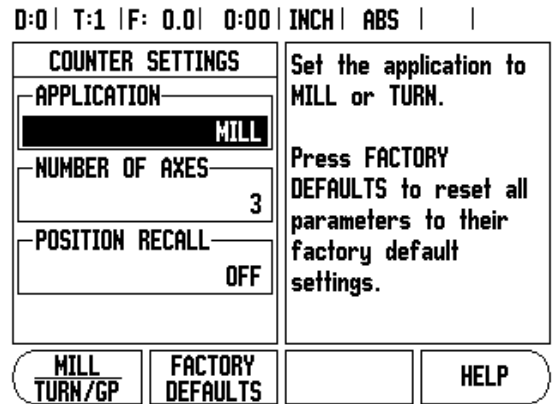 D:0 | T:1 | F: 0.0 | 0:00 | INCH | ABS | |
COUNTER SETTINGS
APPLICATION
MILL
NUMBER OF AXES
3
POSITION RECALL
OFF
Set the application to
MILL or TURN.
Press FACTORY
DEFAULTS to reset all
parameters to their
factory default
settings.
MILL
TURN/GP
FACTORY
DEFAULTS
HELP